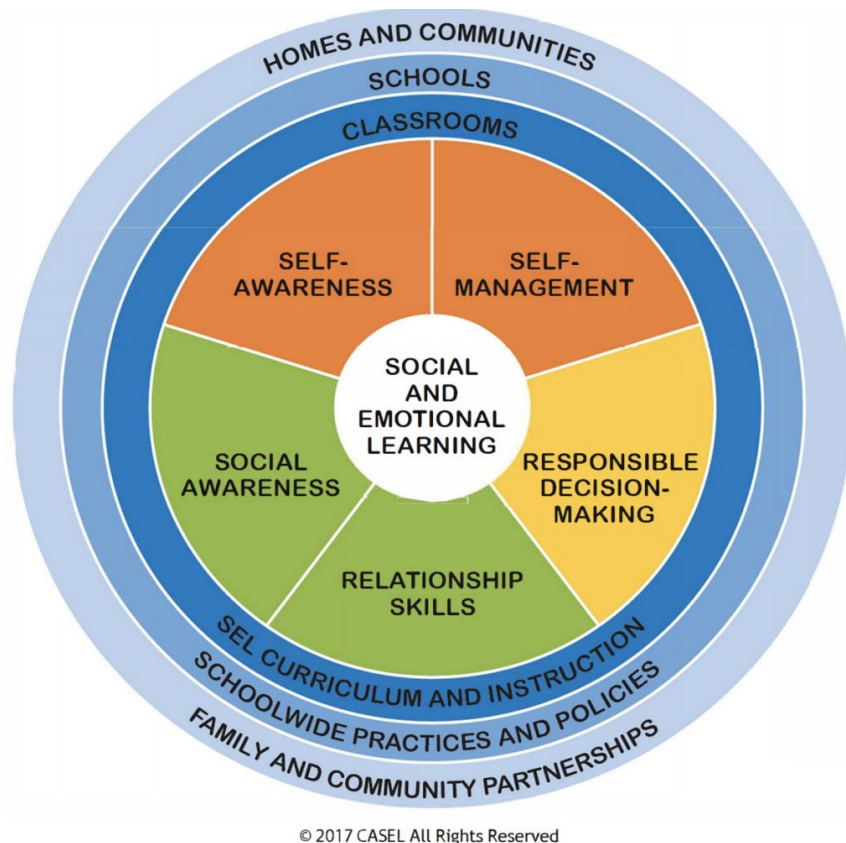 HOMES AND COMMUNITIES
SCHOOLS
CLASSROOMS
SELF-
AWARENESS
SELF-
MANAGEMENT
SOCIAL
AND
EMOTIONAL
LEARNING
SOCIAL
AWARENESS
RESPONSIBLE
DECISION-
MAKING
RELATIONSHIP
SKILLS
SEL CURRICULUM AND INSTRUCTION
SCHOOLWIDE PRACTICES AND POLICIES
FAMILY AND COMMUNITY PARTNERSHIPS
© 2017 CASEL All Rights Reserved